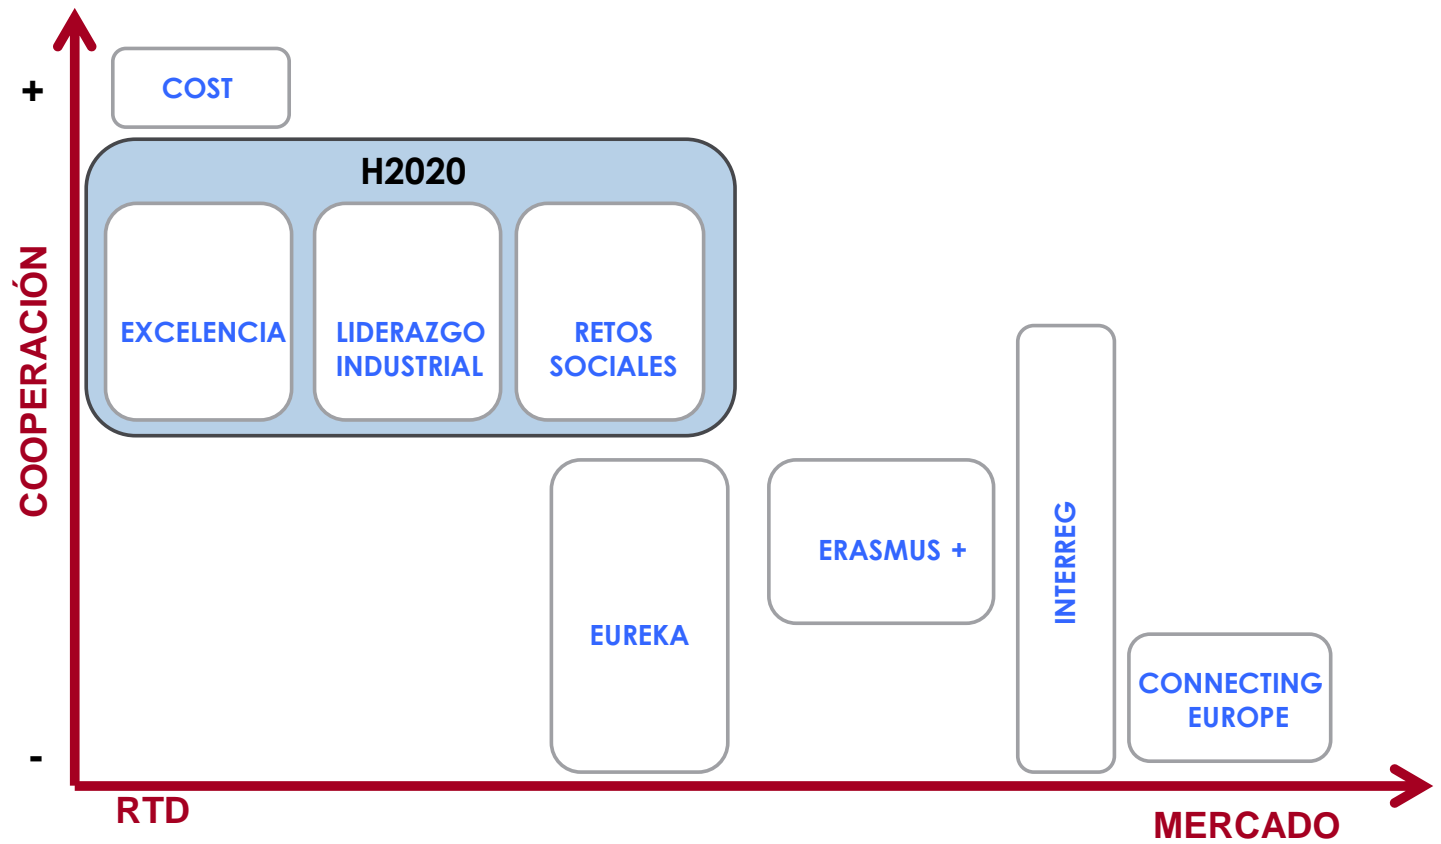 +
COST
H2020
EXCELENCIA
LIDERAZGO
INDUSTRIAL
RETOS
SOCIALES
COOPERACIÓN
EUREKA
ERASMUS +
INTERREG
CONNECTING
EUROPE
-
RTD
MERCADO